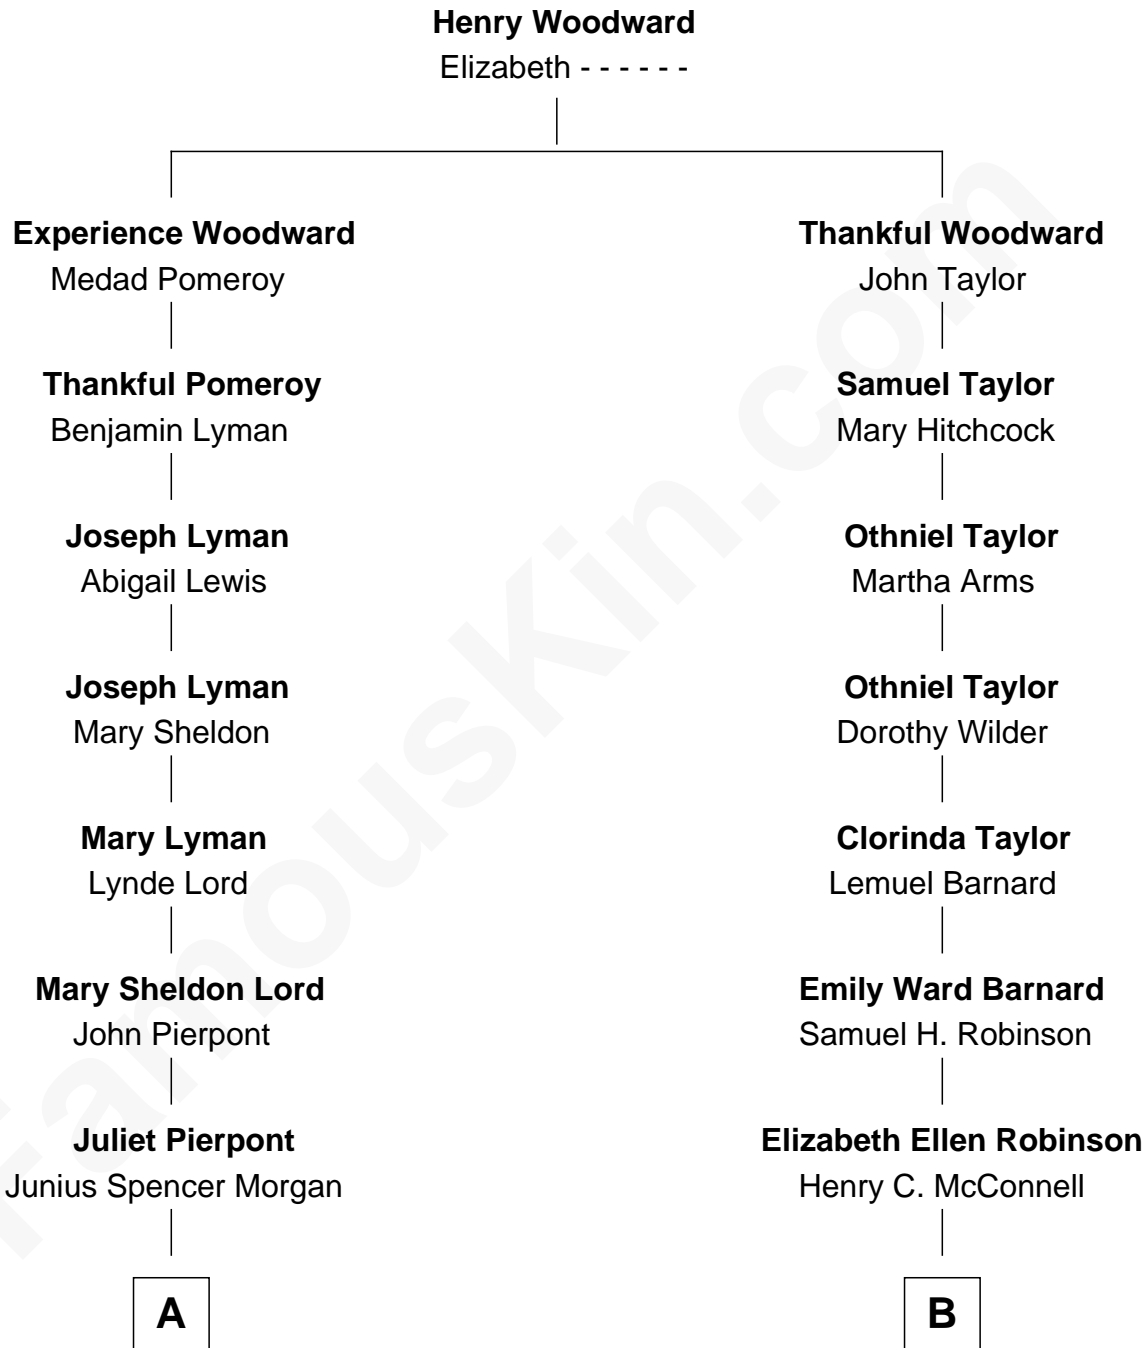 Henry Woodward
Elizabeth - - - - - -
Experience Woodward
Medad Pomeroy
Thankful Woodward
John Taylor
Thankful Pomeroy
Benjamin Lyman
Samuel Taylor
Mary Hitchcock
Joseph Lyman
Abigail Lewis
Othniel Taylor
Martha Arms
Joseph Lyman
Mary Sheldon
Othniel Taylor
Dorothy Wilder
Mary Lyman
Lynde Lord
Clorinda Taylor
Lemuel Barnard
Mary Sheldon Lord
John Pierpont
Emily Ward Barnard
Samuel H. Robinson
Juliet Pierpont
Junius Spencer Morgan
Elizabeth Ellen Robinson
Henry C. McConnell
A
B
FamousKin.com